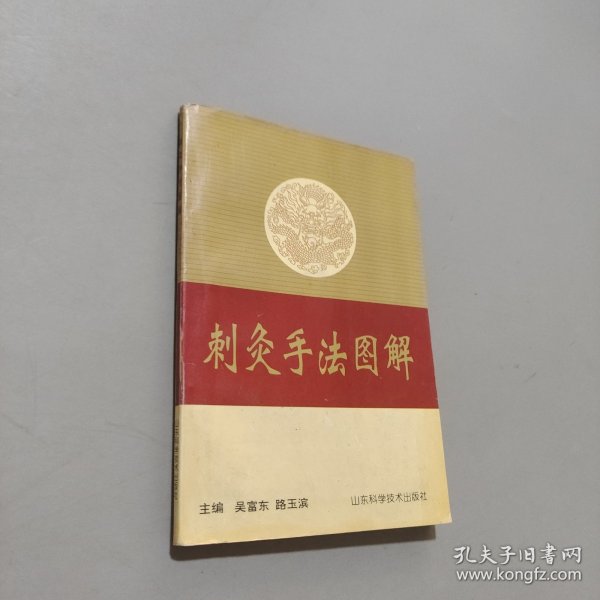 刺灸手法图解
主编 吴富东 路玉滨
山东科学技术出版社
孔夫子旧书网
www.kongfz.com